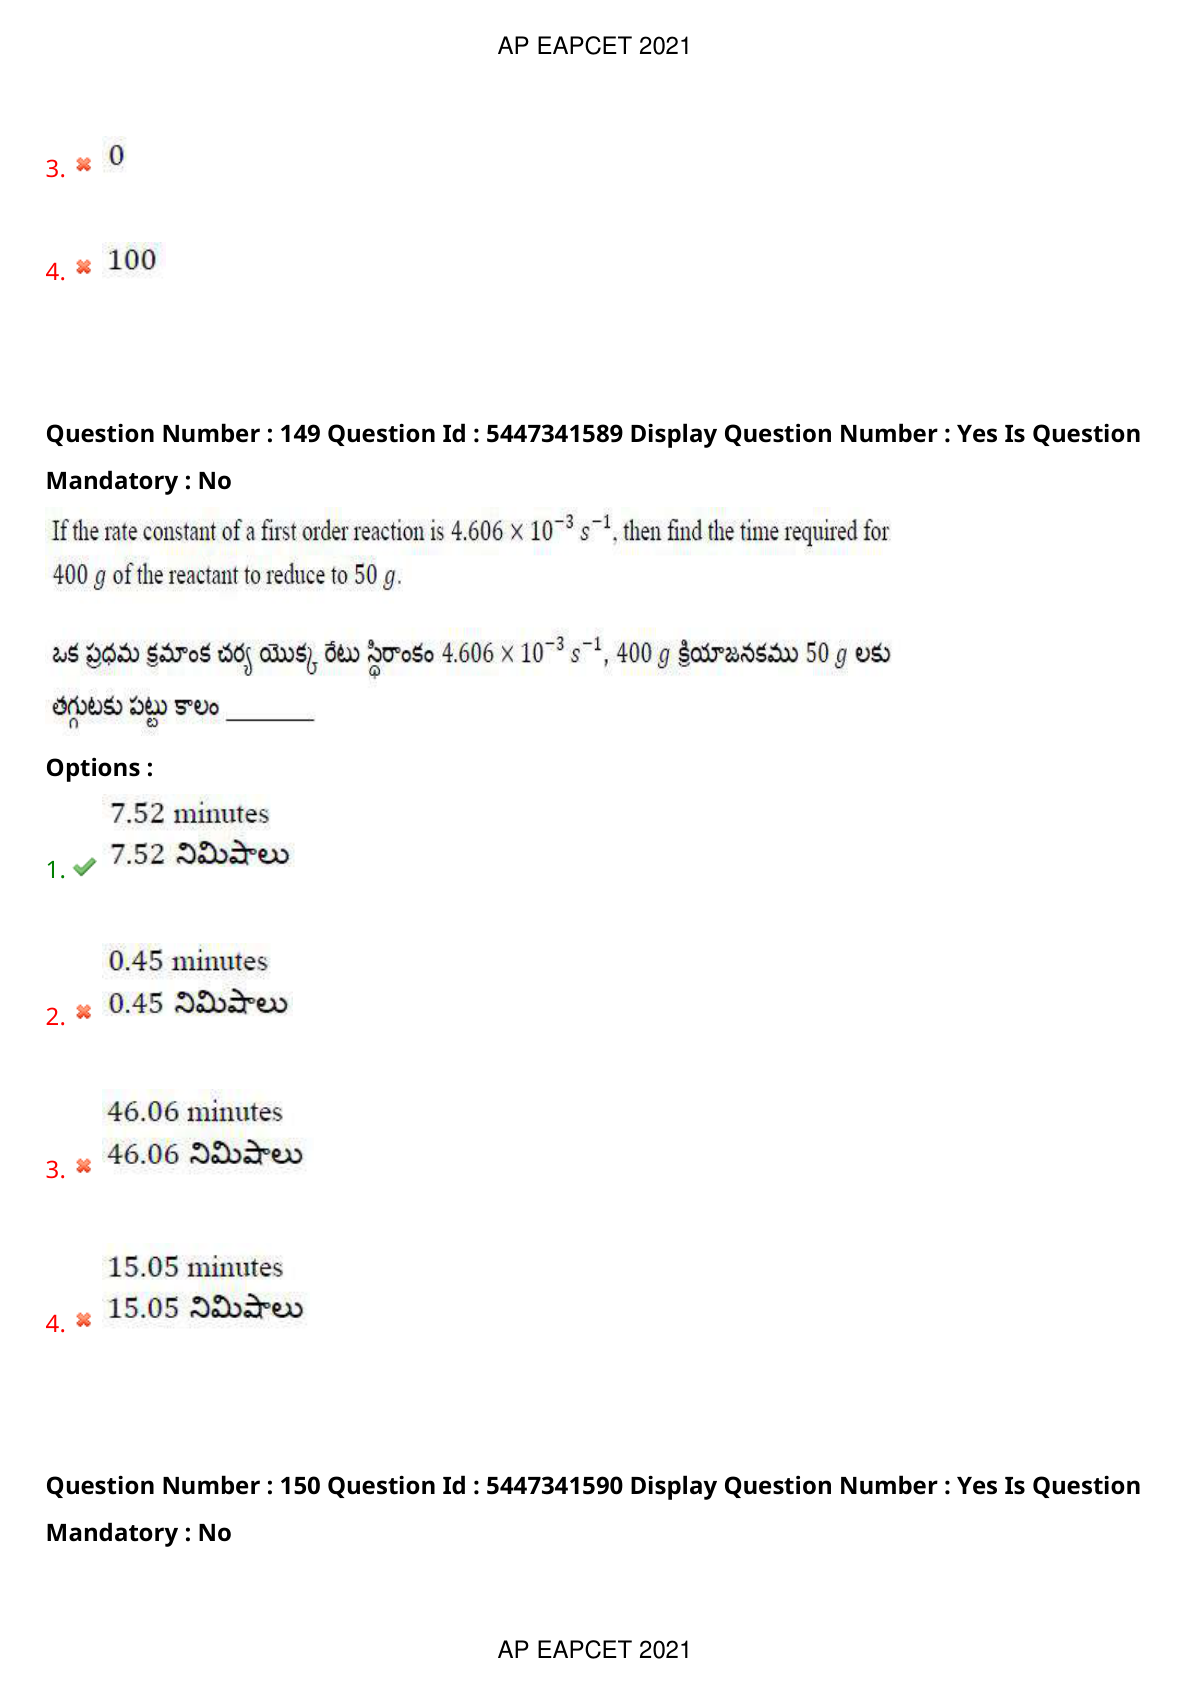 AP EAPCET 2021
3. 0
4. 100
Question Number : 149 Question Id : 5447341589 Display Question Number : Yes Is Question
Mandatory : No
If the rate constant of a first order reaction is 4.606 × 10⁻³ s⁻¹, then find the time required for
400 g of the reactant to reduce to 50 g.
ఒక ప్రధమ క్రమాంక చర్య యొక్క రేటు స్థిరాంకం 4.606 × 10⁻³ s⁻¹, 400 g క్రియాజనకము 50 g లకు
తగ్గుటకు పట్టు కాలం ______
Options :
7.52 minutes
1. 7.52 నిమిషాలు
0.45 minutes
2. 0.45 నిమిషాలు
46.06 minutes
3. 46.06 నిమిషాలు
15.05 minutes
4. 15.05 నిమిషాలు
Question Number : 150 Question Id : 5447341590 Display Question Number : Yes Is Question
Mandatory : No
AP EAPCET 2021